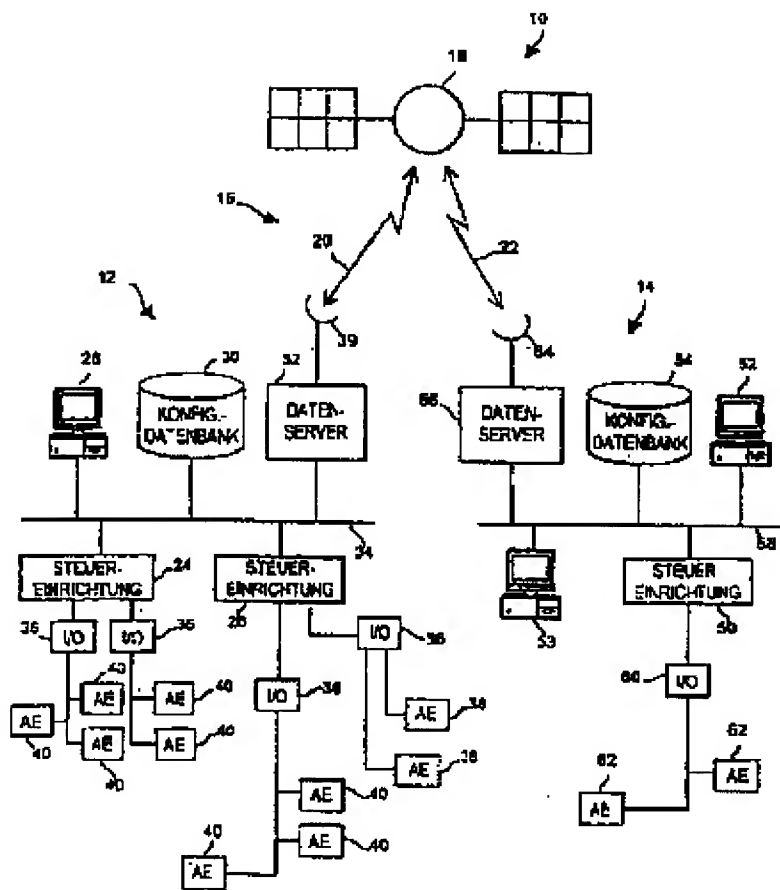 10
18
16
20
22
12
39
64
14
28
30
32
56
54
52
KONFIG.-
DATENBANK
DATEN-
SERVER
DATEN-
SERVER
KONFIG.-
DATENBANK
34
58
STEUER-
EINRICHTUNG
24
STEUER-
EINRICHTUNG
26
53
STEUER
EINRICHTUNG
50
36
I/O
I/O
36
I/O
36
40
AE
AE
40
AE
40
AE
40
AE
40
I/O
36
AE
38
AE
38
60
I/O
AE
40
AE
40
40
AE
62
AE
62
AE